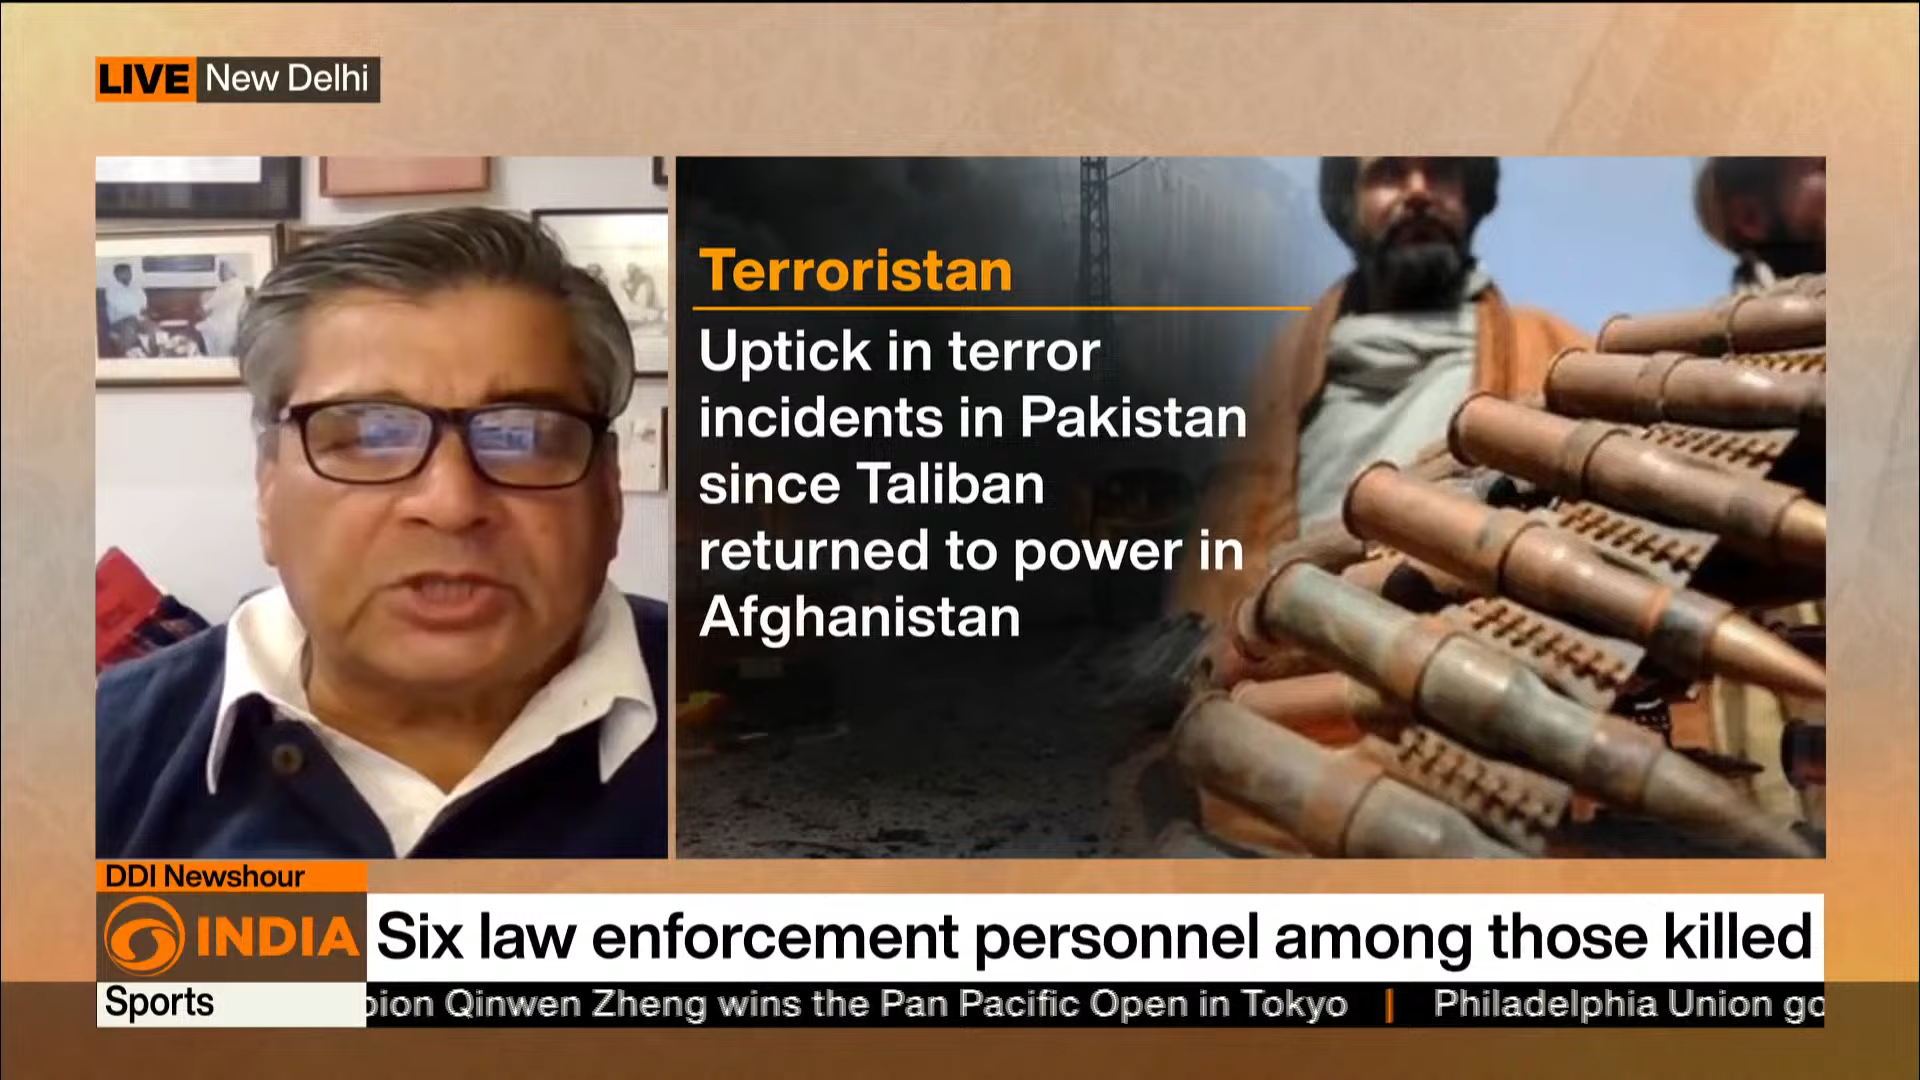 LIVE New Delhi
Terroristan
Uptick in terror
incidents in Pakistan
since Taliban
returned to power in
Afghanistan
DDI Newshour
INDIA
Six law enforcement personnel among those killed
Sports
pion Qinwen Zheng wins the Pan Pacific Open in Tokyo | Philadelphia Union go